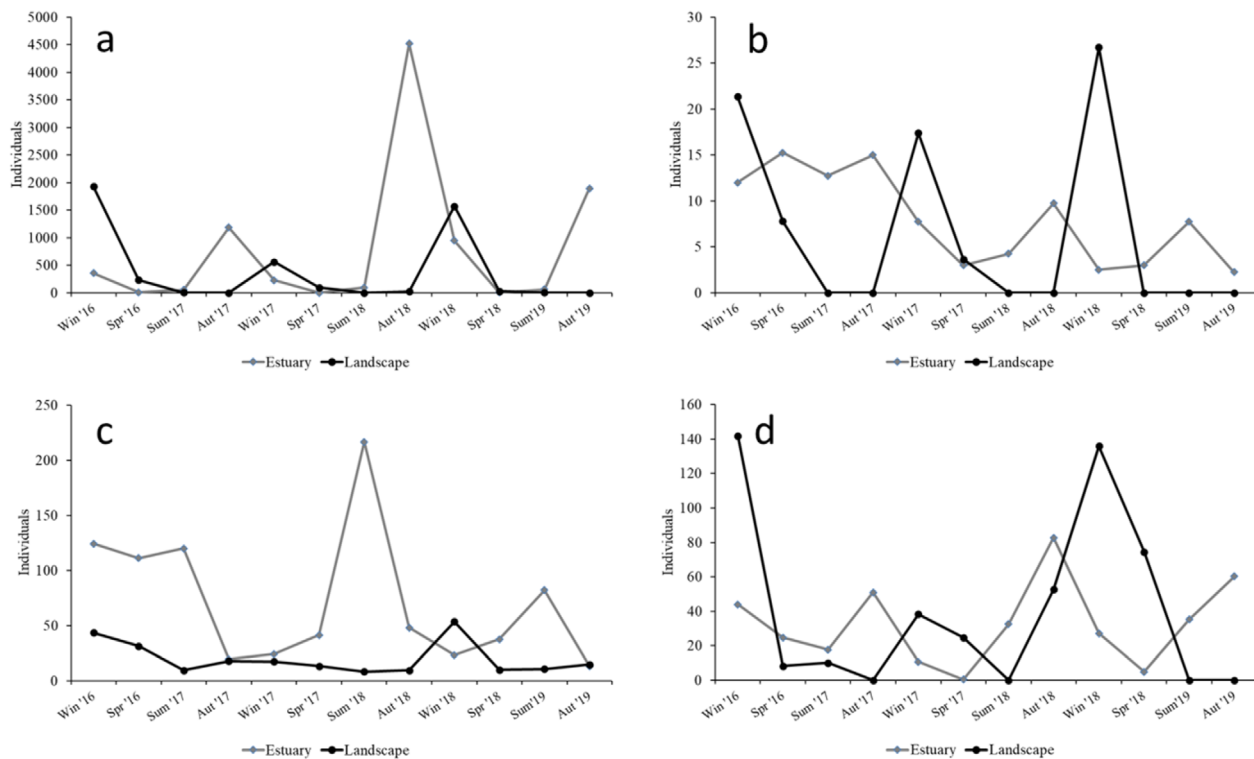 a
5000
4500
4000
3500
3000
2500
2000
1500
1000
500
0
Individuals
Win '16
Spr '16
Sum '17
Aut '17
Win '17
Spr '17
Sum '18
Aut '18
Win '18
Spr '18
Sum'19
Aut '19
Estuary Landscape
b
30
25
20
15
10
5
0
Individuals
Win '16
Spr '16
Sum '17
Aut '17
Win '17
Spr '17
Sum '18
Aut '18
Win '18
Spr '18
Sum'19
Aut '19
Estuary Landscape
c
250
200
150
100
50
0
Individuals
Win '16
Spr '16
Sum '17
Aut '17
Win '17
Spr '17
Sum '18
Aut '18
Win '18
Spr '18
Sum'19
Aut '19
Estuary Landscape
d
160
140
120
100
80
60
40
20
0
Individuals
Win '16
Spr '16
Sum '17
Aut '17
Win '17
Spr '17
Sum '18
Aut '18
Win '18
Spr '18
Sum'19
Aut '19
Estuary Landscape